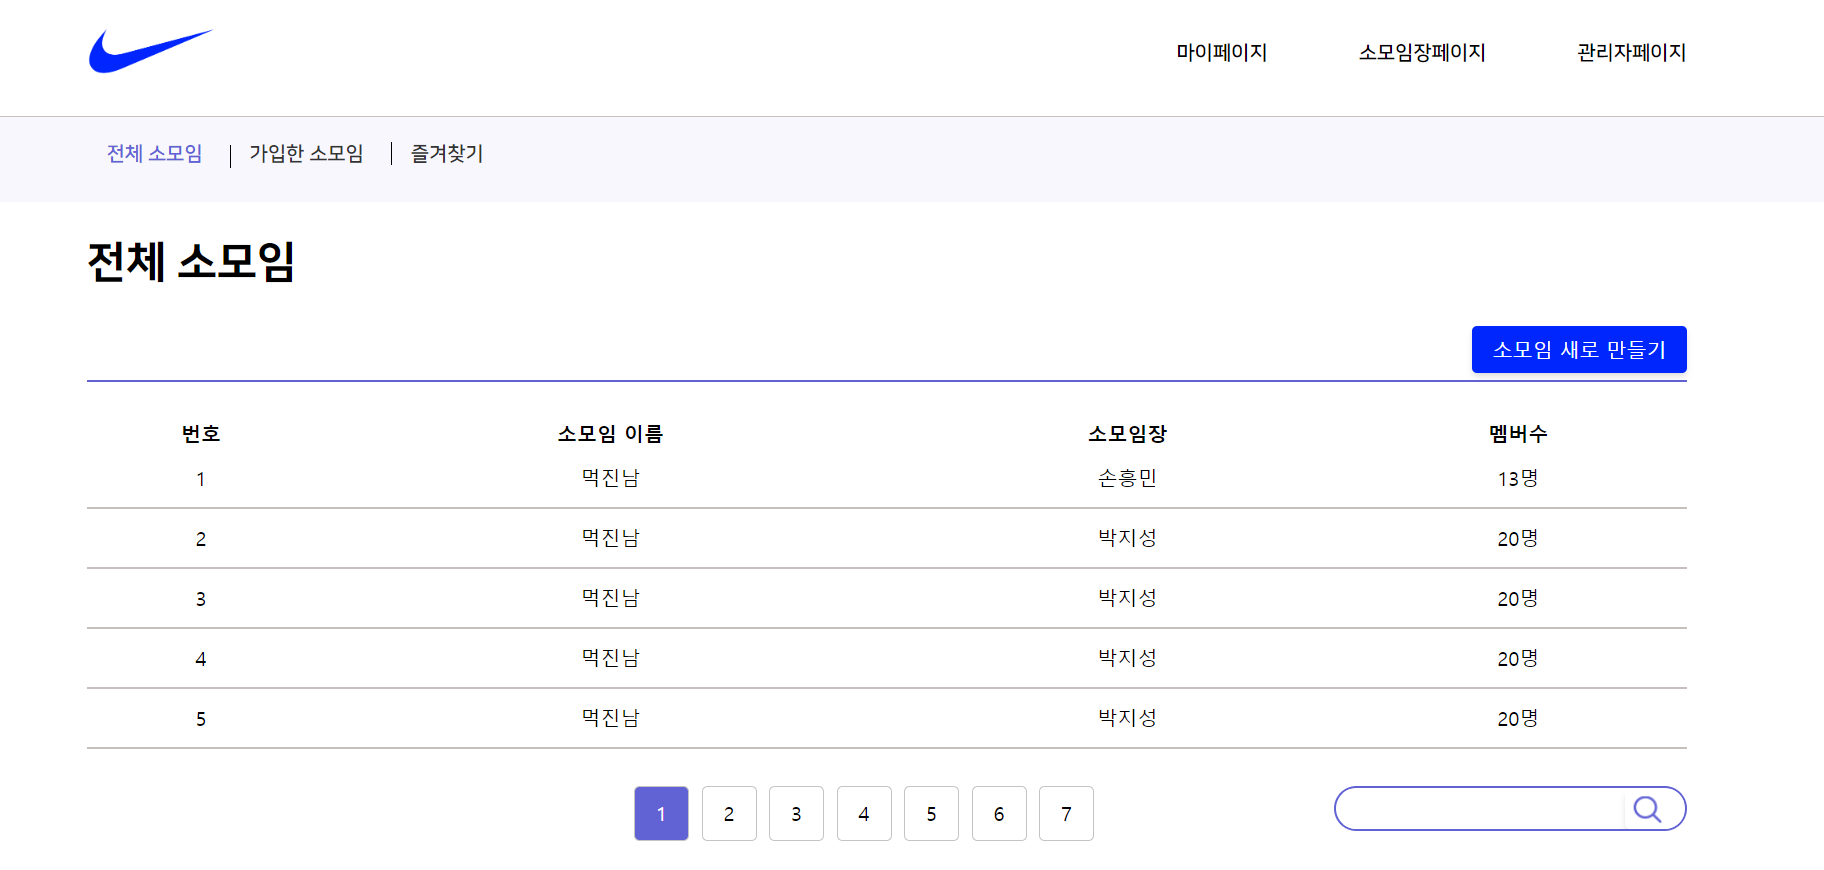 마이페이지 소모임장페이지 관리자페이지
전체 소모임 | 가입한 소모임 | 즐겨찾기
전체 소모임
소모임 새로 만들기
번호 소모임 이름 소모임장 멤버수
1 먹진남 손흥민 13명
2 먹진남 박지성 20명
3 먹진남 박지성 20명
4 먹진남 박지성 20명
5 먹진남 박지성 20명
1 2 3 4 5 6 7